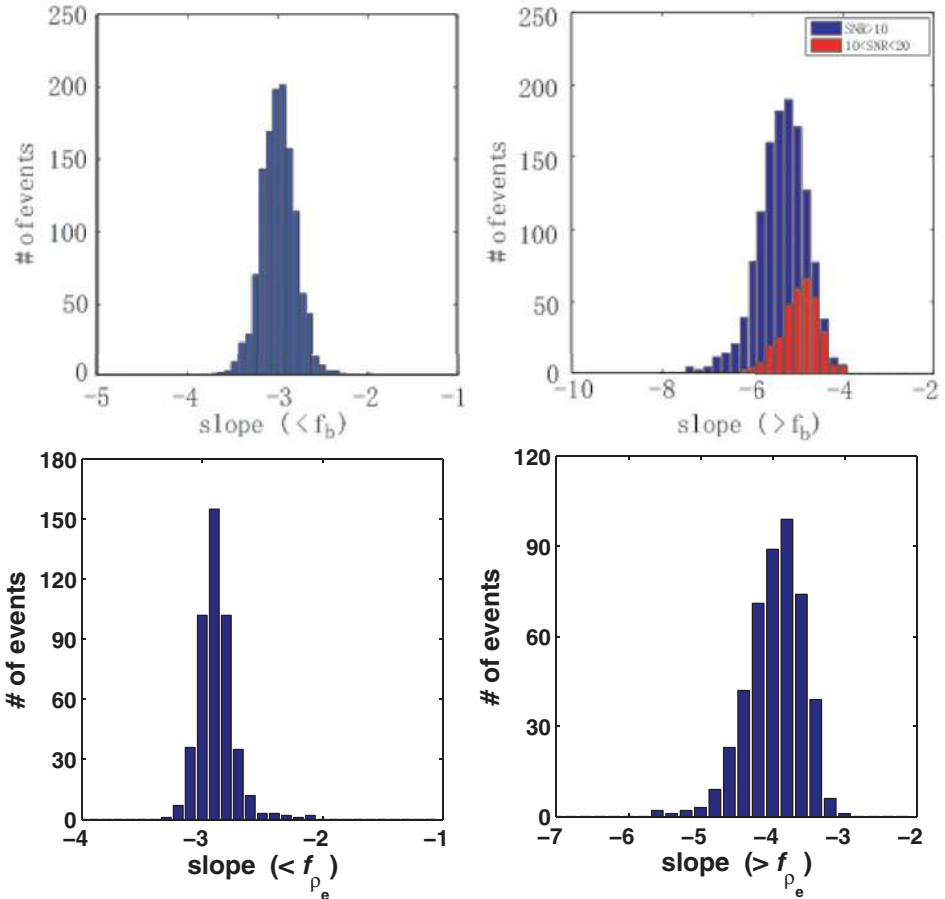 250
200
150
100
50
0
-5 -4 -3 -2 -1
# of events
slope (< f_b)
250
200
150
100
50
0
-10 -8 -6 -4 -2
# of events
slope (> f_b)
SNR>10
10<SNR<20
180
150
120
90
60
30
0
−4 −3 −2 −1
# of events
slope (< f_ρ_e)
120
90
60
30
0
−7 −6 −5 −4 −3 −2
# of events
slope (> f_ρ_e)